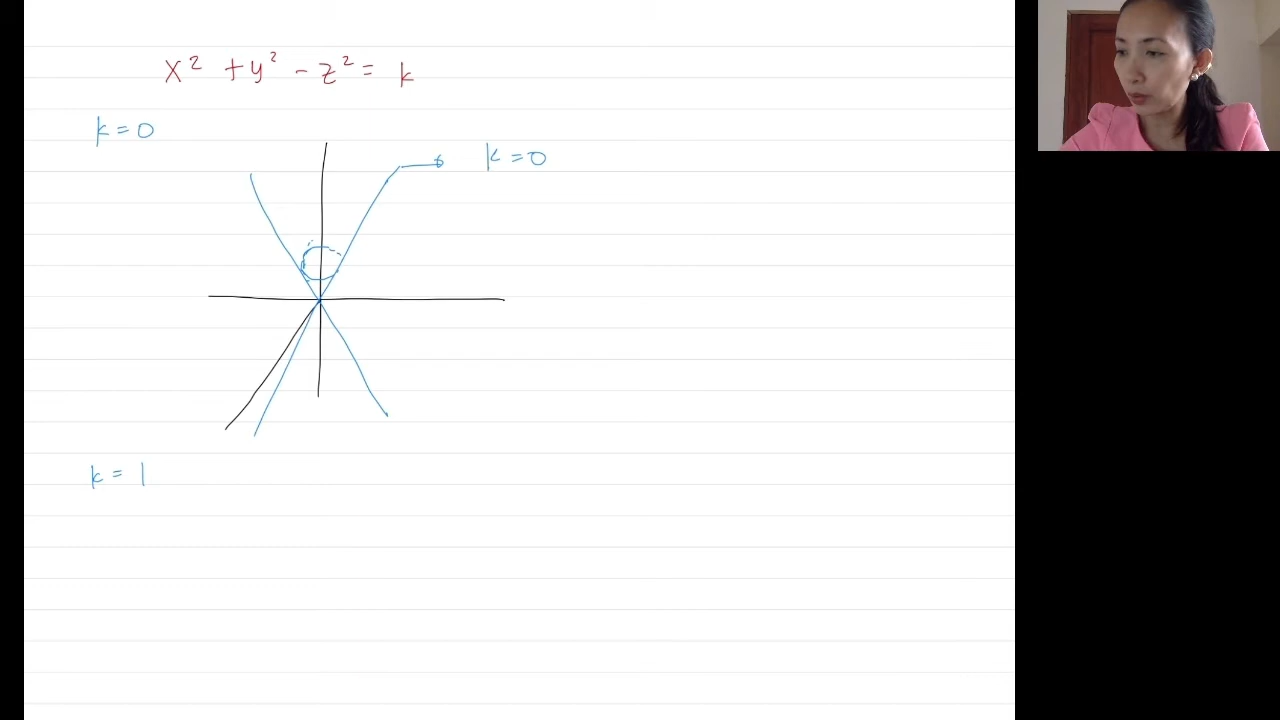 x² + y² - z² = k
k = 0
k = 0
k = 1